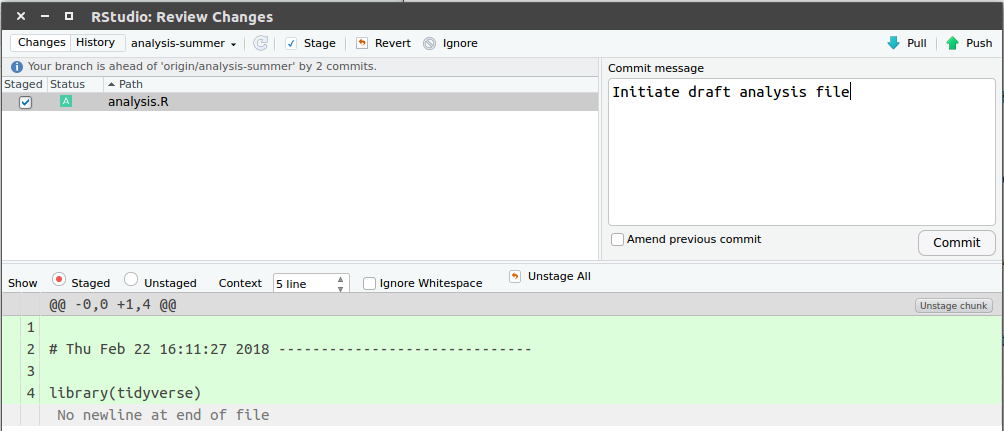 RStudio: Review Changes
Changes History analysis-summer Stage Revert Ignore Pull Push
Your branch is ahead of 'origin/analysis-summer' by 2 commits.
Staged Status Path
A analysis.R
Commit message
Initiate draft analysis file
Amend previous commit Commit
Show Staged Unstaged Context 5 line Ignore Whitespace Unstage All
@@ -0,0 +1,4 @@ Unstage chunk
1
2 # Thu Feb 22 16:11:27 2018 ------------------------------
3
4 library(tidyverse)
No newline at end of file